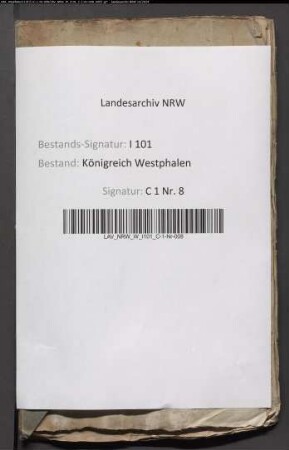 Landesarchiv NRW
Bestands-Signatur: I 101
Bestand: Königreich Westphalen
Signatur: C 1 Nr. 8
LAV_NRW_W_I101_C-1-Nr-008